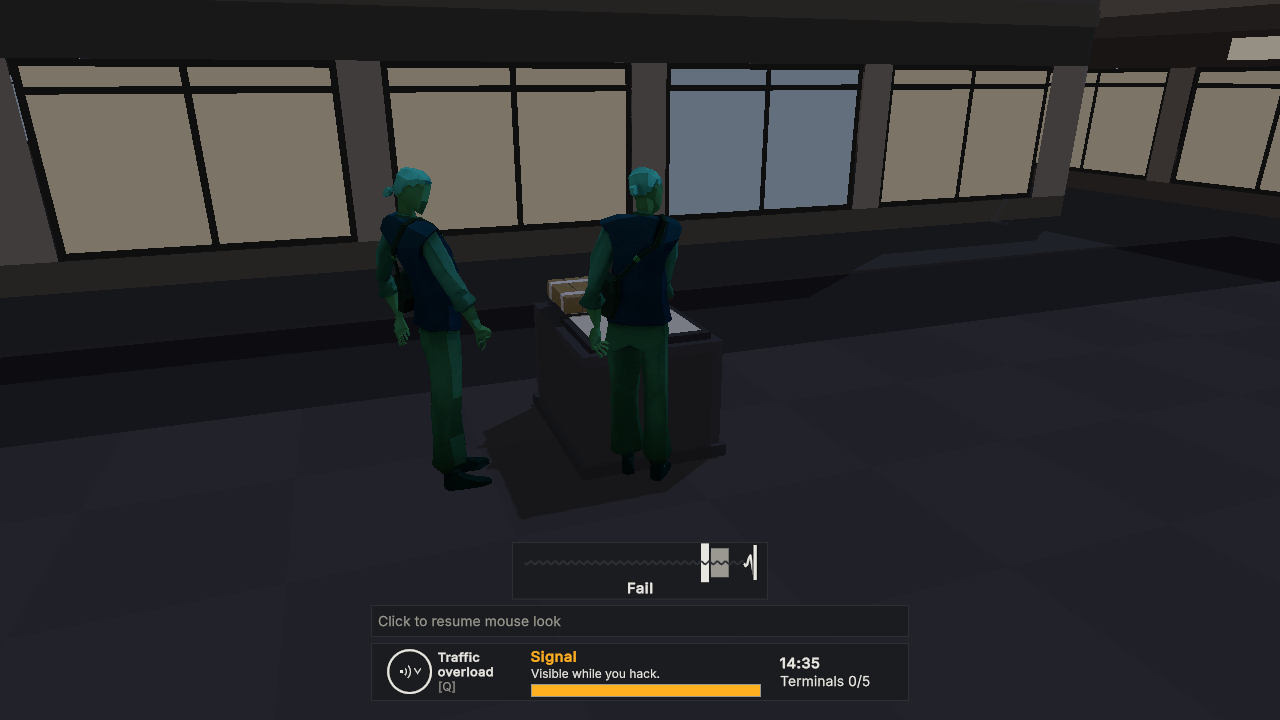 Fail
Click to resume mouse look
Traffic
overload
[Q]
Signal
Visible while you hack.
14:35
Terminals 0/5